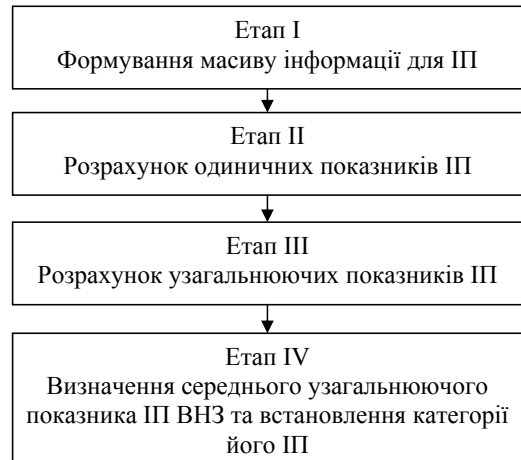 Етап I
Формування масиву інформації для ІП
Етап II
Розрахунок одиничних показників ІП
Етап III
Розрахунок узагальнюючих показників ІП
Етап IV
Визначення середнього узагальнюючого
показника ІП ВНЗ та встановлення категорії
його ІП